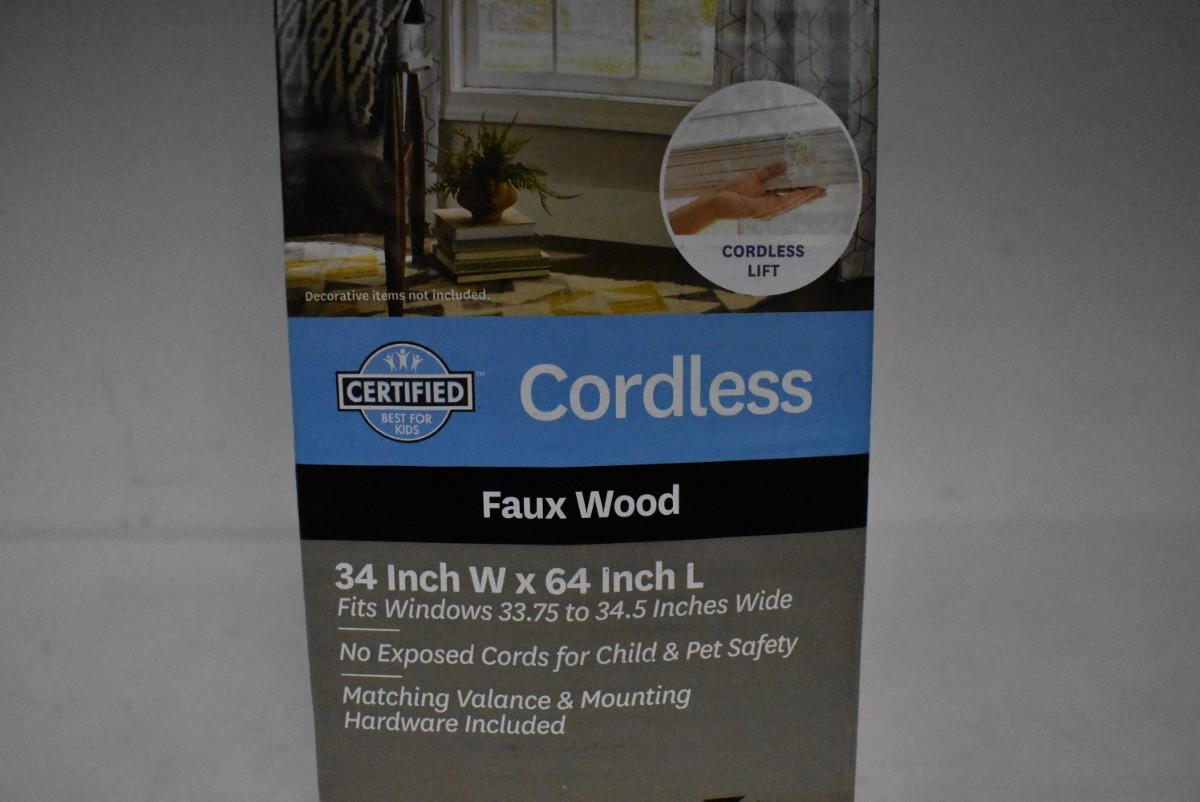 CORDLESS
LIFT
Decorative items not included.
CERTIFIED™
BEST FOR
KIDS
Cordless
Faux Wood
34 Inch W x 64 Inch L
Fits Windows 33.75 to 34.5 Inches Wide
No Exposed Cords for Child & Pet Safety
Matching Valance & Mounting
Hardware Included